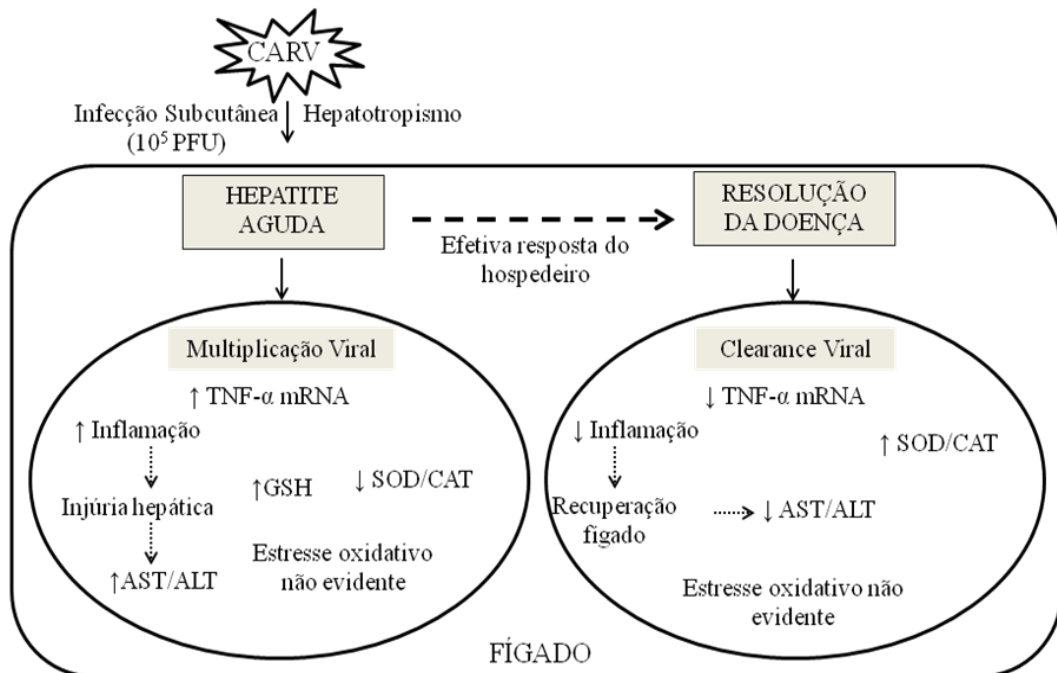 CARV
Infecção Subcutânea
(10⁵ PFU)
Hepatotropismo
HEPATITE
AGUDA
Efetiva resposta do
hospedeiro
RESOLUÇÃO
DA DOENÇA
Multiplicação Viral
↑ TNF-α mRNA
↑ Inflamação
Injúria hepática
↑AST/ALT
↑GSH
↓ SOD/CAT
Estresse oxidativo
não evidente
Clearance Viral
↓ TNF-α mRNA
↓ Inflamação
↑ SOD/CAT
Recuperação
fígado
↓ AST/ALT
Estresse oxidativo não
evidente
FÍGADO